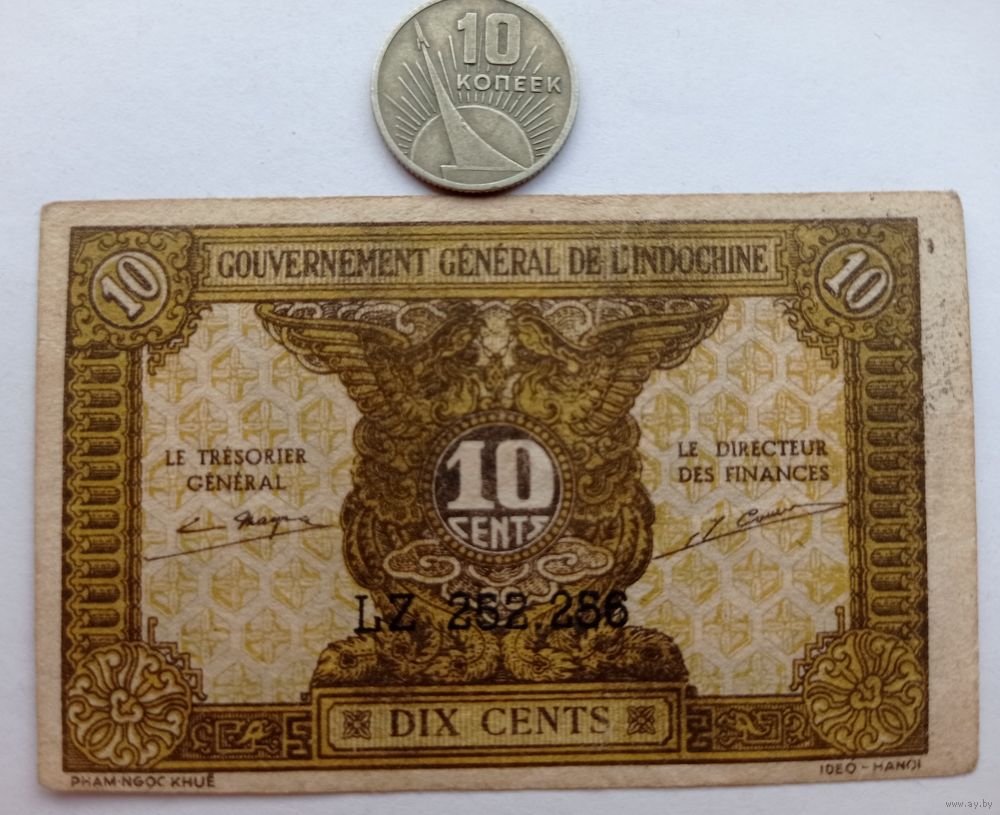 10
КОПЕЕК
10
GOUVERNEMENT GÉNÉRAL DE L'INDOCHINE
10
LE TRÉSORIER
GÉNÉRAL
10
CENTS
LE DIRECTEUR
DES FINANCES
LZ 252.256
DIX CENTS
PHAM-NGỌC KHUÊ
IDEO - HANOI
www.ay.by